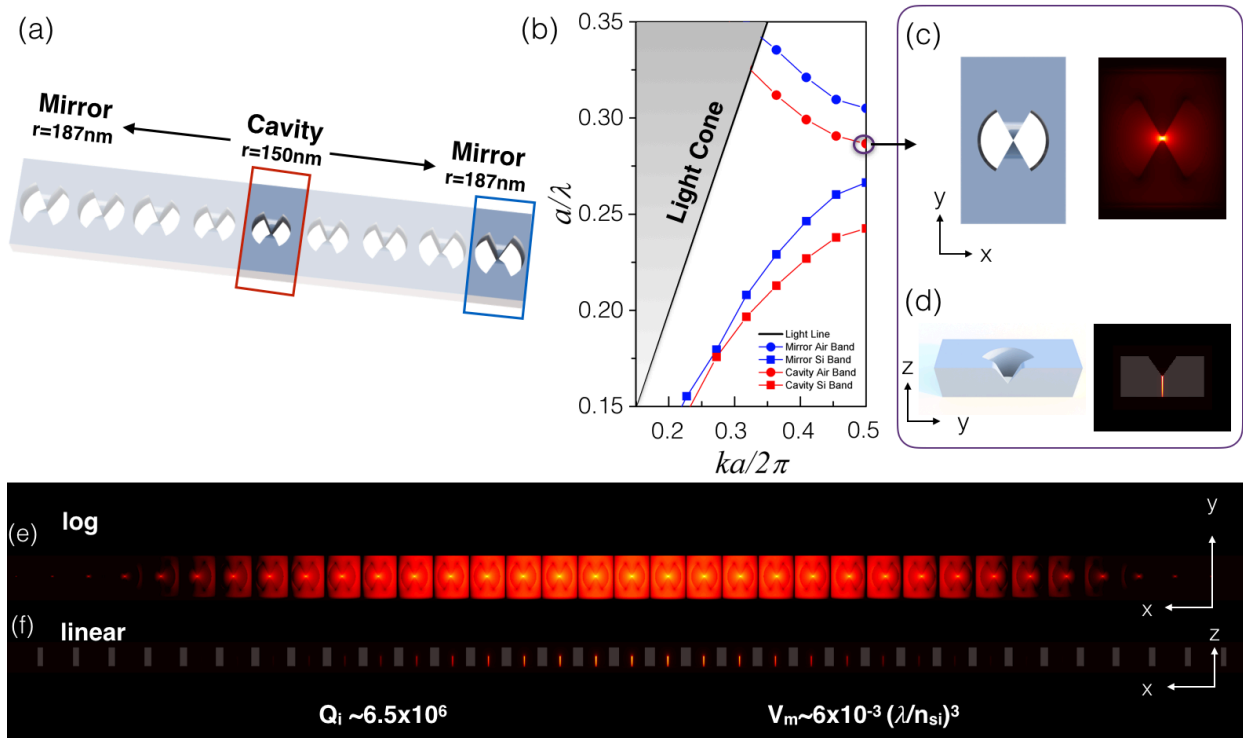 (a)
Mirror
r=187nm
Cavity
r=150nm
Mirror
r=187nm
(b)
0.35
0.30
0.25
0.20
0.15
a/λ
0.2 0.3 0.4 0.5
ka/2π
Light Cone
Light Line
Mirror Air Band
Mirror Si Band
Cavity Air Band
Cavity Si Band
(c)
y
x
(d)
z
y
(e)
log
y
x
(f)
linear
z
x
Qᵢ ~6.5x10⁶
Vₘ~6x10⁻³ (λ/nₛᵢ)³